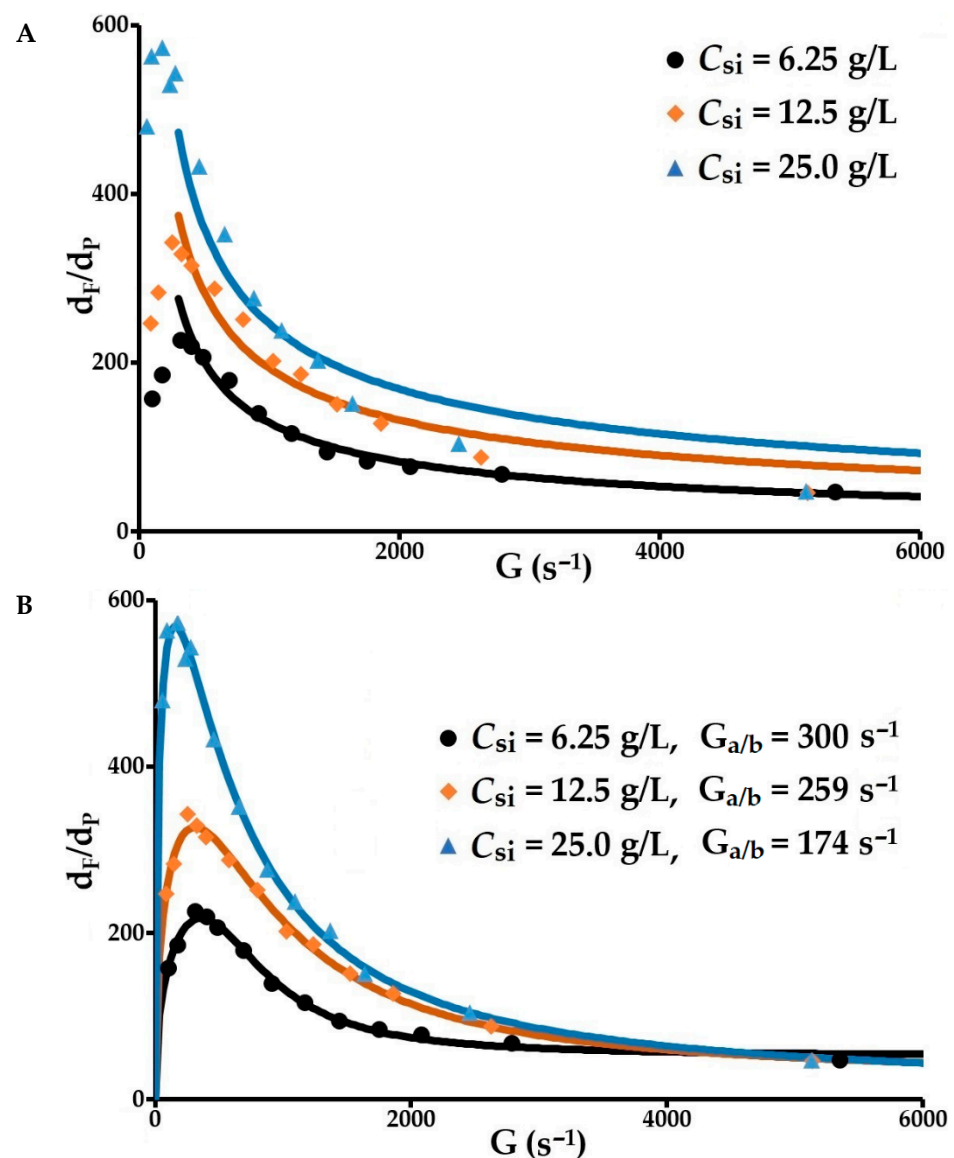 A
600
400
200
0
d_F/d_P
C_si = 6.25 g/L
C_si = 12.5 g/L
C_si = 25.0 g/L
0 2000 4000 6000
G (s⁻¹)
B
600
400
200
0
d_F/d_P
C_si = 6.25 g/L, G_a/b = 300 s⁻¹
C_si = 12.5 g/L, G_a/b = 259 s⁻¹
C_si = 25.0 g/L, G_a/b = 174 s⁻¹
0 2000 4000 6000
G (s⁻¹)